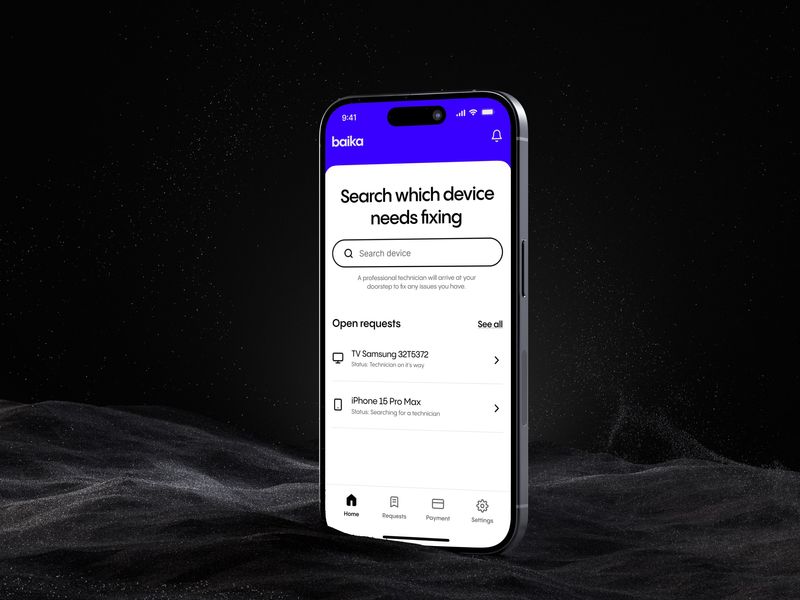 9:41
baika
Search which device
needs fixing
Search device
A professional technician will arrive at your
doorstep to fix any issues you have.
Open requests
See all
TV Samsung 32T5372
Status: Technician on it's way
iPhone 15 Pro Max
Status: Searching for a technician
Home
Requests
Payment
Settings